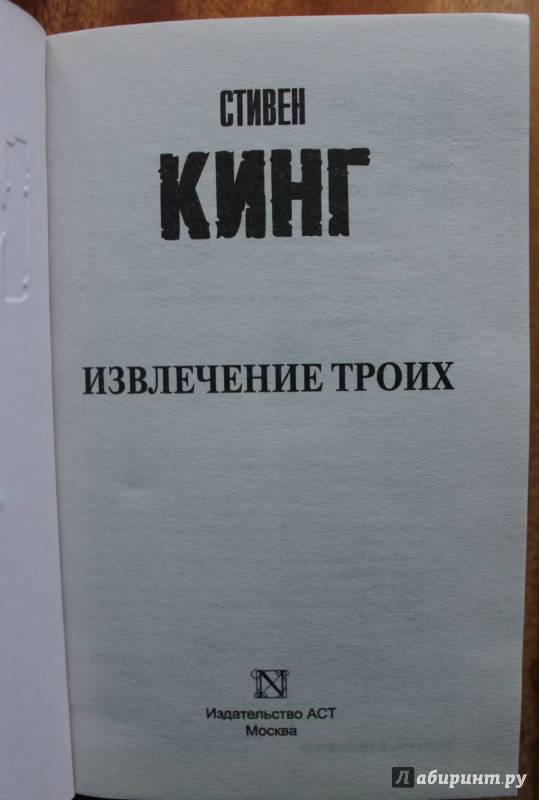 СТИВЕН
КИНГ
ИЗВЛЕЧЕНИЕ ТРОИХ
N
Издательство АСТ
Москва
Лабиринт.ру